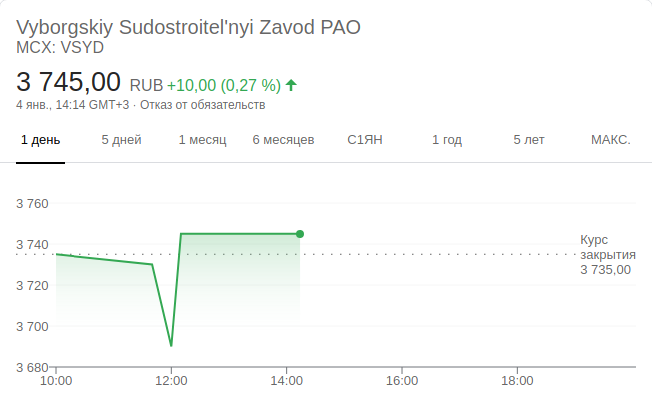 Vyborgskiy Sudostroitel'nyi Zavod PAO
MCX: VSYD
3 745,00 RUB +10,00 (0,27 %)
4 янв., 14:14 GMT+3 · Отказ от обязательств
1 день 5 дней 1 месяц 6 месяцев С1ЯН 1 год 5 лет МАКС.
3 760
3 740
3 720
3 700
3 680
Курс
закрытия
3 735,00
10:00 12:00 14:00 16:00 18:00